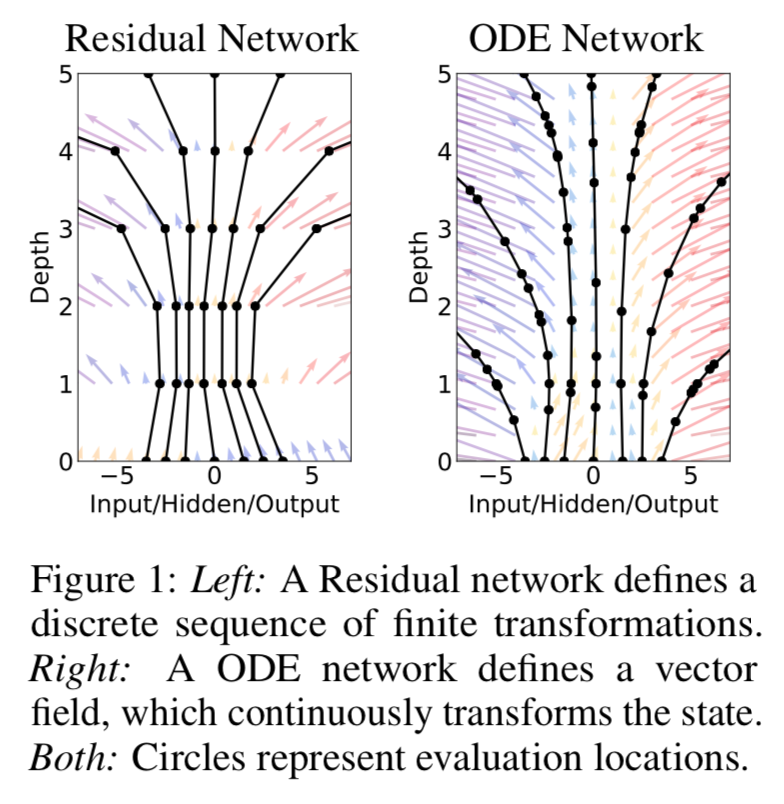 Residual Network
ODE Network
5
4
3
2
1
0
Depth
−5
0
5
Input/Hidden/Output
5
4
3
2
1
0
Depth
−5
0
5
Input/Hidden/Output
Figure 1: Left: A Residual network defines a
discrete sequence of finite transformations.
Right: A ODE network defines a vector
field, which continuously transforms the state.
Both: Circles represent evaluation locations.